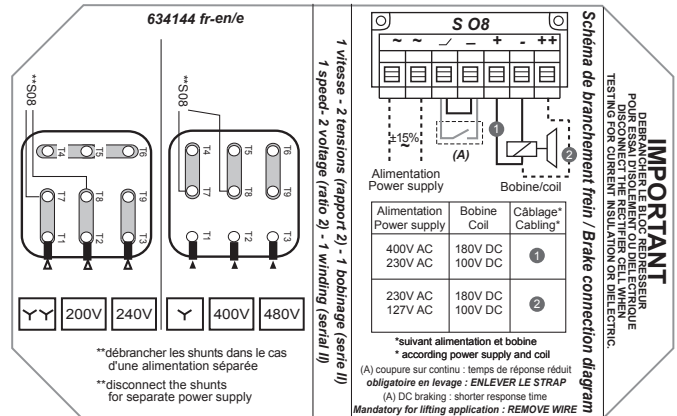 634144 fr-en/e
**S08
T4
T5
T6
T7
T8
T9
T1
T2
T3
**S08
T4
T5
T6
T7
T8
T9
T1
T2
T3
200V
240V
400V
480V
**débrancher les shunts dans le cas
d'une alimentation séparée
**disconnect the shunts
for separate power supply
1 vitesse - 2 tensions (rapport 2) - 1 bobinage (serie II)
1 speed- 2 voltage (ratio 2) - 1 winding (serial II)
S O8
~ ~ _/ _ + - ++
±15%
~
(A)
1
2
Alimentation
Power supply
Bobine/coil
Alimentation
Power supply
Bobine
Coil
Câblage*
Cabling*
400V AC
230V AC
180V DC
100V DC
1
230V AC
127V AC
180V DC
100V DC
2
*suivant alimentation et bobine
* according power supply and coil
(A) coupure sur continu : temps de réponse réduit
obligatoire en levage : ENLEVER LE STRAP
(A) DC braking : shorter response time
Mandatory for lifting application : REMOVE WIRE
Schéma de branchement frein / Brake connection diagram
IMPORTANT
DEBRANCHER LE BLOC REDRESSEUR
POUR ESSAI D'ISOLEMENT OU DIELECTRIQUE
DISCONNECT THE RECTIFIER CELL WHEN
TESTING FOR CURRENT INSULATION OR DIELECTRIC.